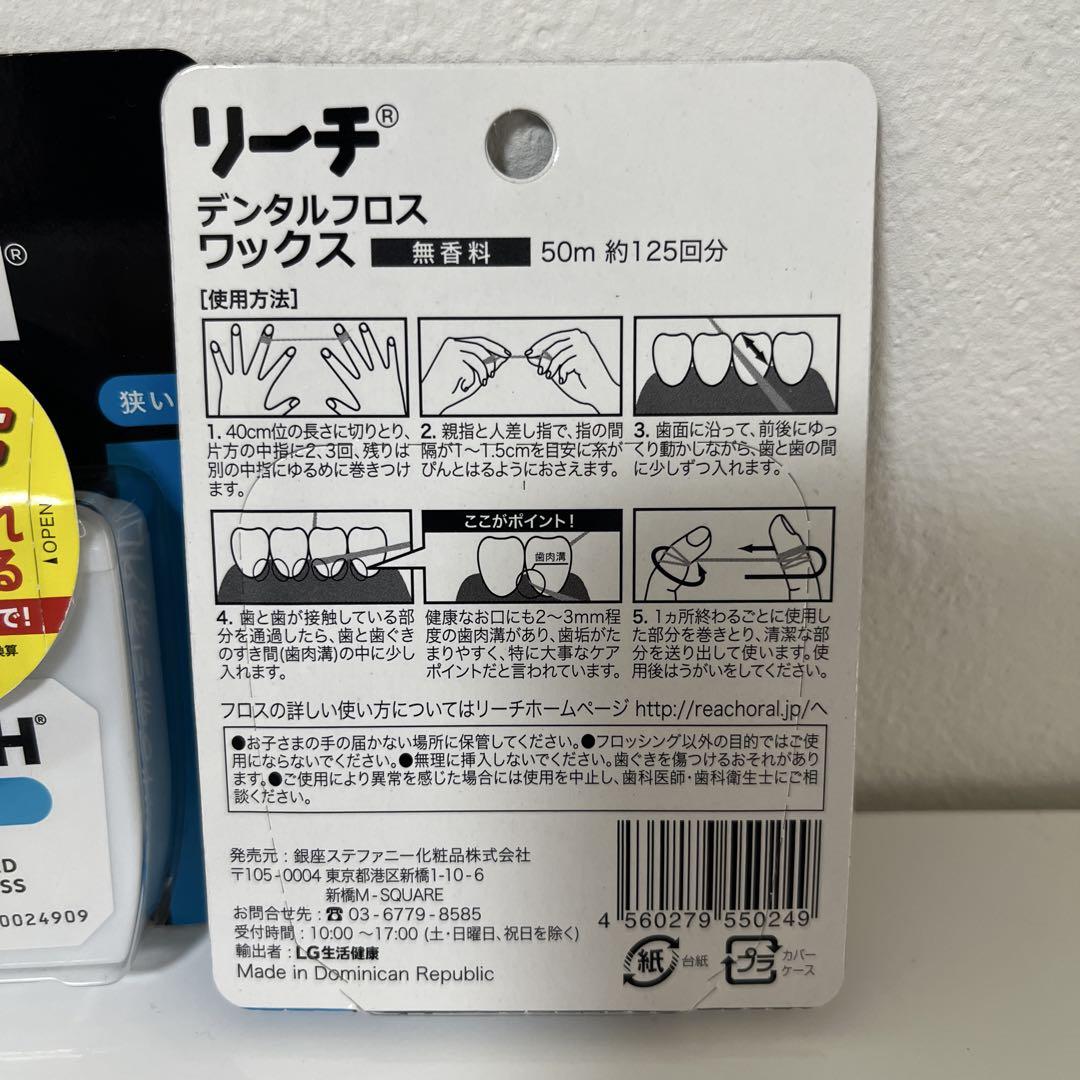 リーチ®
デンタルフロス
ワックス 無香料 50m 約125回分
[使用方法]
1. 40cm位の長さに切りとり、
片方の中指に2、3回、残りは
別の中指にゆるめに巻きつけ
ます。
2. 親指と人差し指で、指の間
隔が1〜1.5cmを目安に糸が
ぴんとはるようにおさえます。
3. 歯面に沿って、前後にゆっ
くり動かしながら、歯と歯の間
に少しずつ入れます。
4. 歯と歯が接触している部
分を通過したら、歯と歯ぐき
のすき間(歯肉溝)の中に少し
入れます。
ここがポイント!
歯肉溝
健康なお口にも2〜3mm程
度の歯肉溝があり、歯垢がた
まりやすく、特に大事なケア
ポイントだと言われています。
5. 1ヵ所終わるごとに使用し
た部分を巻きとり、清潔な部
分を送り出して使います。使
用後はうがいをしてください。
フロスの詳しい使い方についてはリーチホームページ http://reachoral.jp/へ
●お子さまの手の届かない場所に保管してください。●フロッシング以外の目的ではご使
用にならないでください。●無理に挿入しないでください。歯ぐきを傷つけるおそれがありま
す。●ご使用により異常を感じた場合には使用を中止し、歯科医師・歯科衛生士にご相
談ください。
発売元:銀座ステファニー化粧品株式会社
〒105-0004 東京都港区新橋1-10-6
新橋M-SQUARE
お問合せ先:☎03-6779-8585
受付時間:10:00〜17:00 (土・日曜日、祝日を除く)
輸出者:LG生活健康
Made in Dominican Republic
4 560279 550249
紙 台紙
プラ カバー
ケース
®
狭い
れ
る
で!
換算
▲OPEN
H®
D
SS
0024909